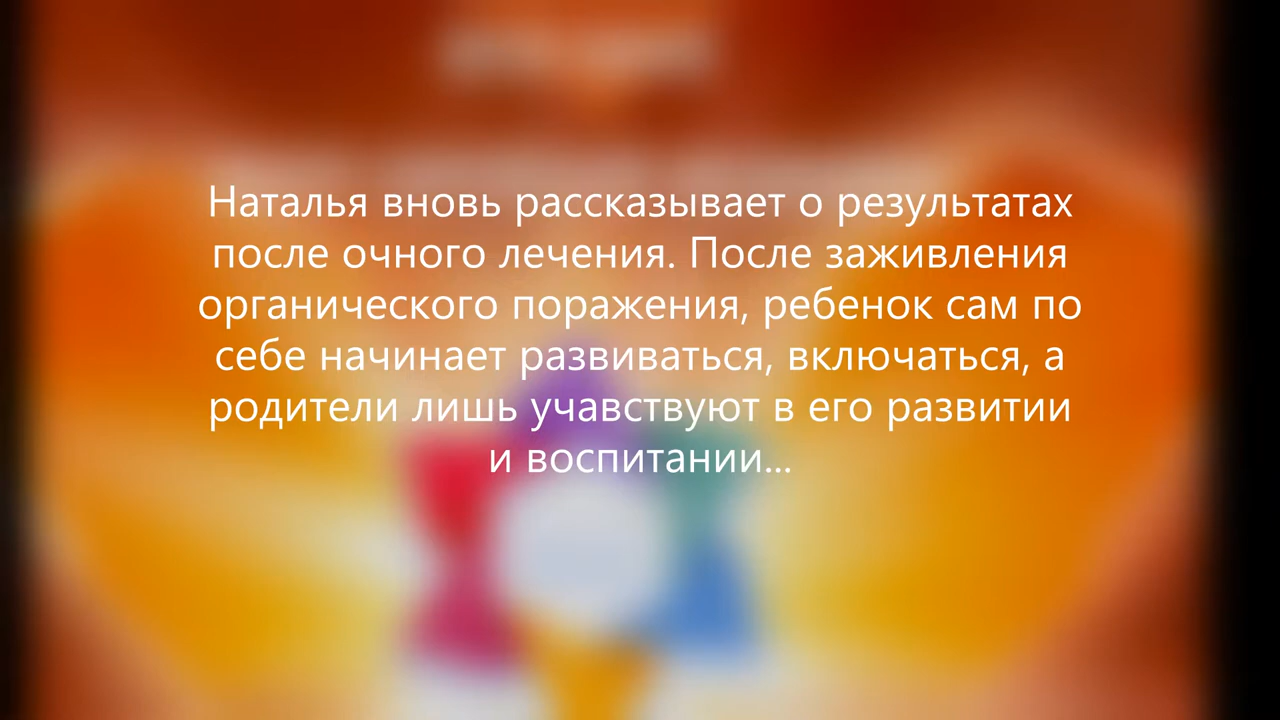 Наталья вновь рассказывает о результатах
после очного лечения. После заживления
органического поражения, ребенок сам по
себе начинает развиваться, включаться, а
родители лишь учавствуют в его развитии
и воспитании...